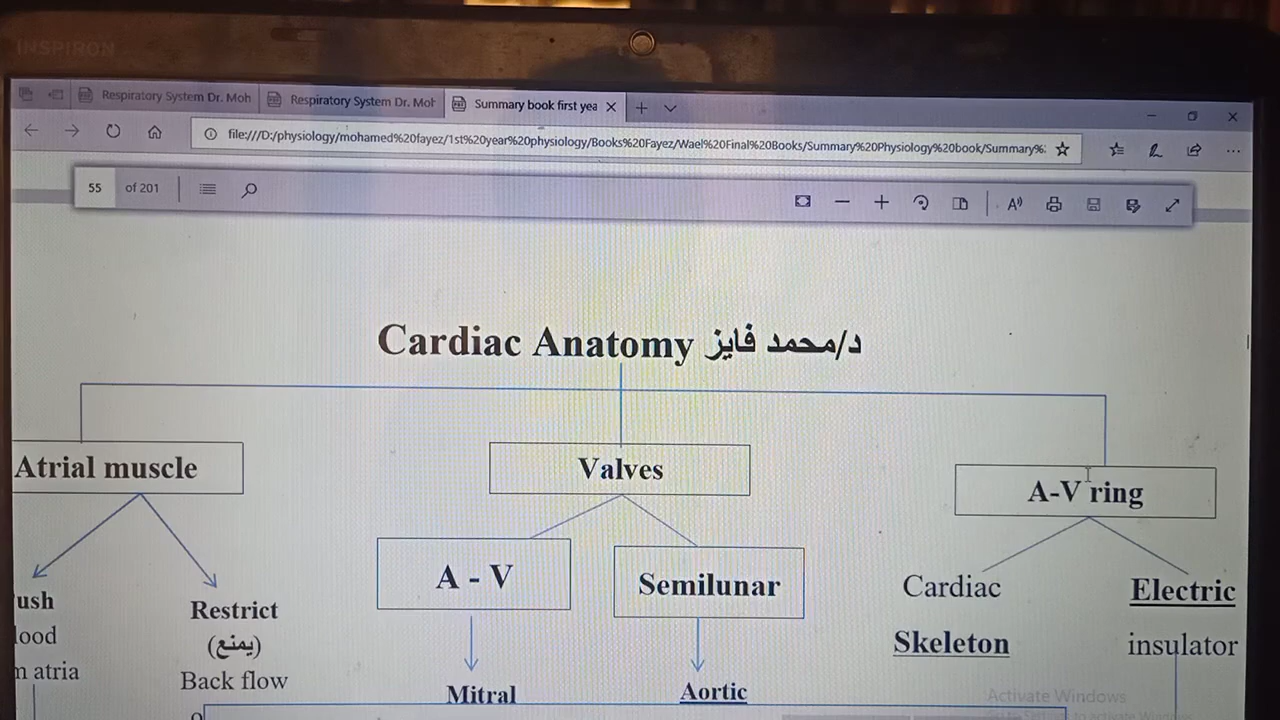 INSPIRON
Respiratory System Dr. Moh
Respiratory System Dr. Moh
Summary book first yea
file:///D:/physiology/mohamed%20fayez/1st%20year%20physiology/Books%20Fayez/Wael%20Final%20Books/Summary%20Physiology%20book/Summary%
55 of 201
Cardiac Anatomy د/محمد فايز
Atrial muscle
Valves
A-V ring
A - V
Semilunar
Cardiac
Skeleton
Electric
insulator
ush
lood
m atria
Restrict
(يمنع)
Back flow
Mitral
Aortic
Activate Windows